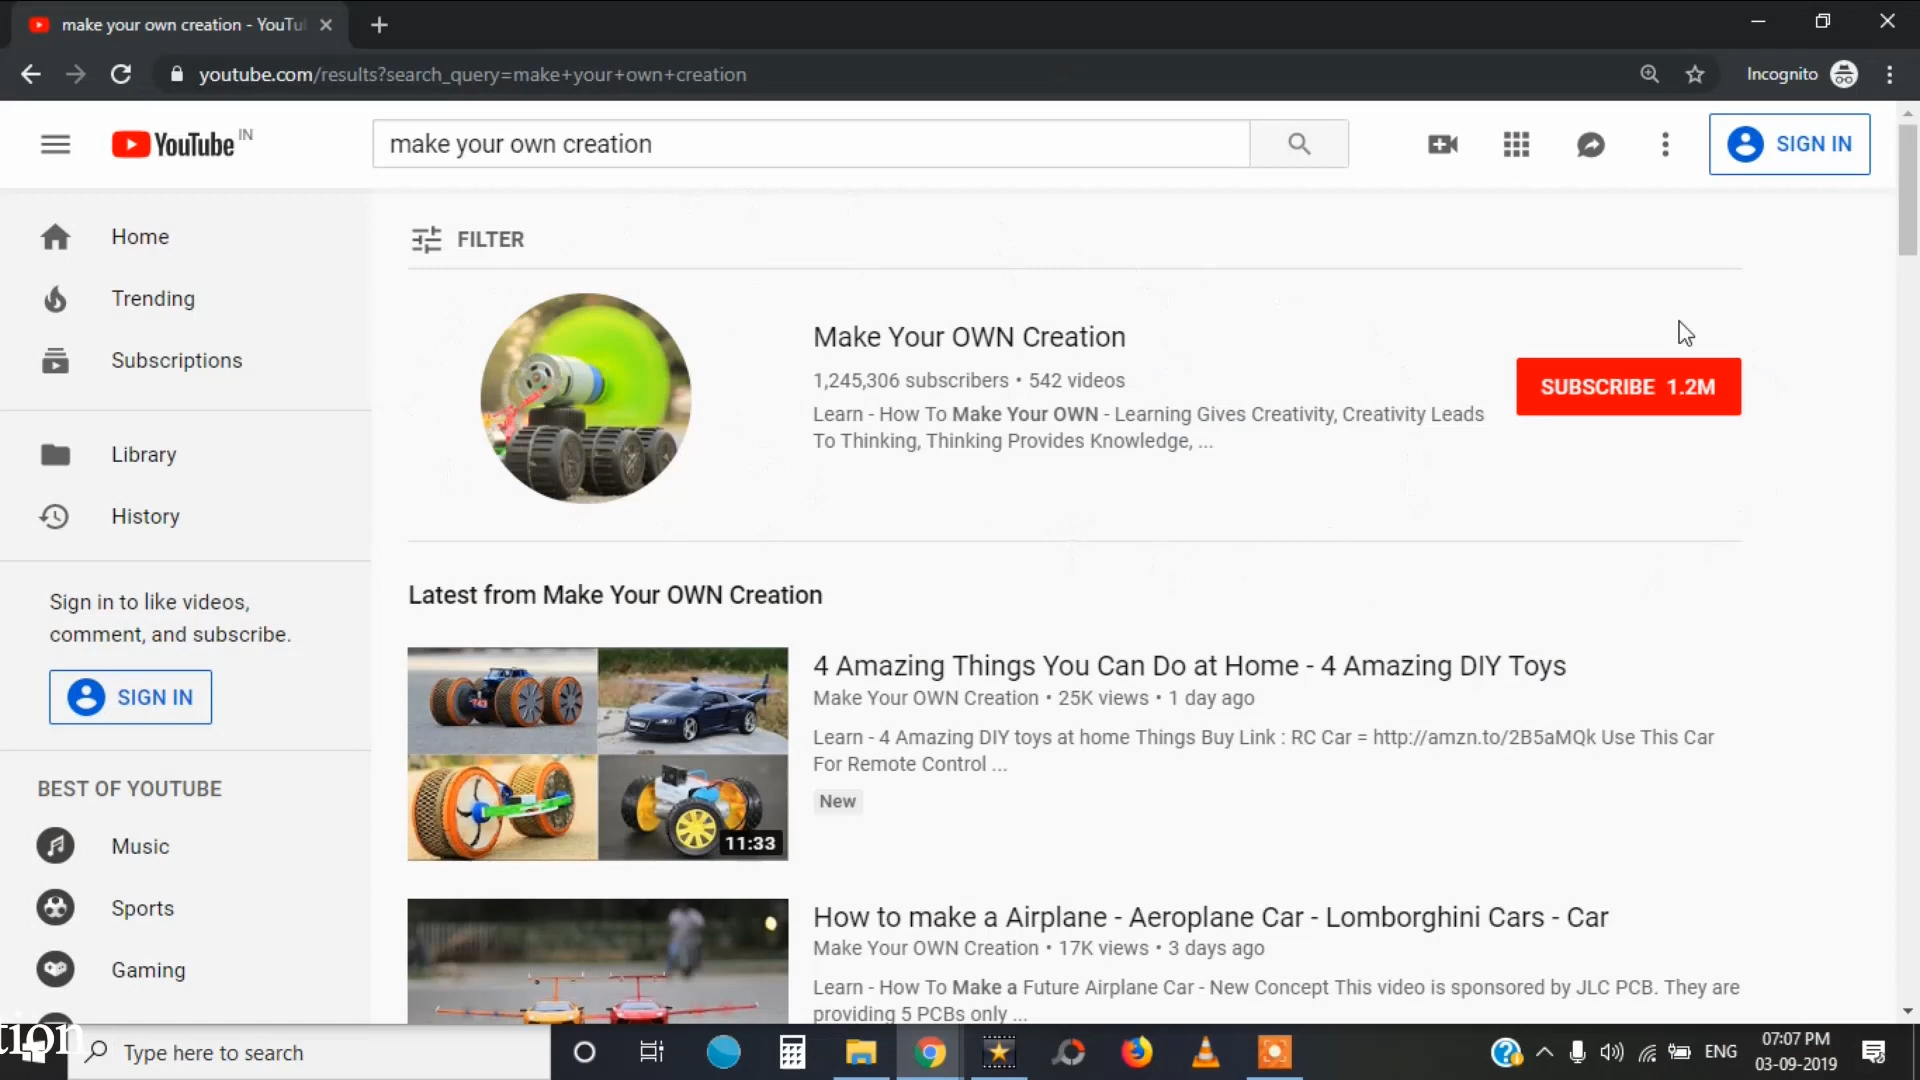 make your own creation - YouTu
youtube.com/results?search_query=make+your+own+creation
Incognito
YouTube IN
make your own creation
SIGN IN
Home
Trending
Subscriptions
Library
History
Sign in to like videos,
comment, and subscribe.
SIGN IN
BEST OF YOUTUBE
Music
Sports
Gaming
FILTER
Make Your OWN Creation
1,245,306 subscribers • 542 videos
Learn - How To Make Your OWN - Learning Gives Creativity, Creativity Leads
To Thinking, Thinking Provides Knowledge, ...
SUBSCRIBE 1.2M
Latest from Make Your OWN Creation
4 Amazing Things You Can Do at Home - 4 Amazing DIY Toys
Make Your OWN Creation • 25K views • 1 day ago
Learn - 4 Amazing DIY toys at home Things Buy Link : RC Car = http://amzn.to/2B5aMQk Use This Car
For Remote Control ...
New
11:33
How to make a Airplane - Aeroplane Car - Lomborghini Cars - Car
Make Your OWN Creation • 17K views • 3 days ago
Learn - How To Make a Future Airplane Car - New Concept This video is sponsored by JLC PCB. They are
providing 5 PCBs only ...
tion
Type here to search
ENG
07:07 PM
03-09-2019